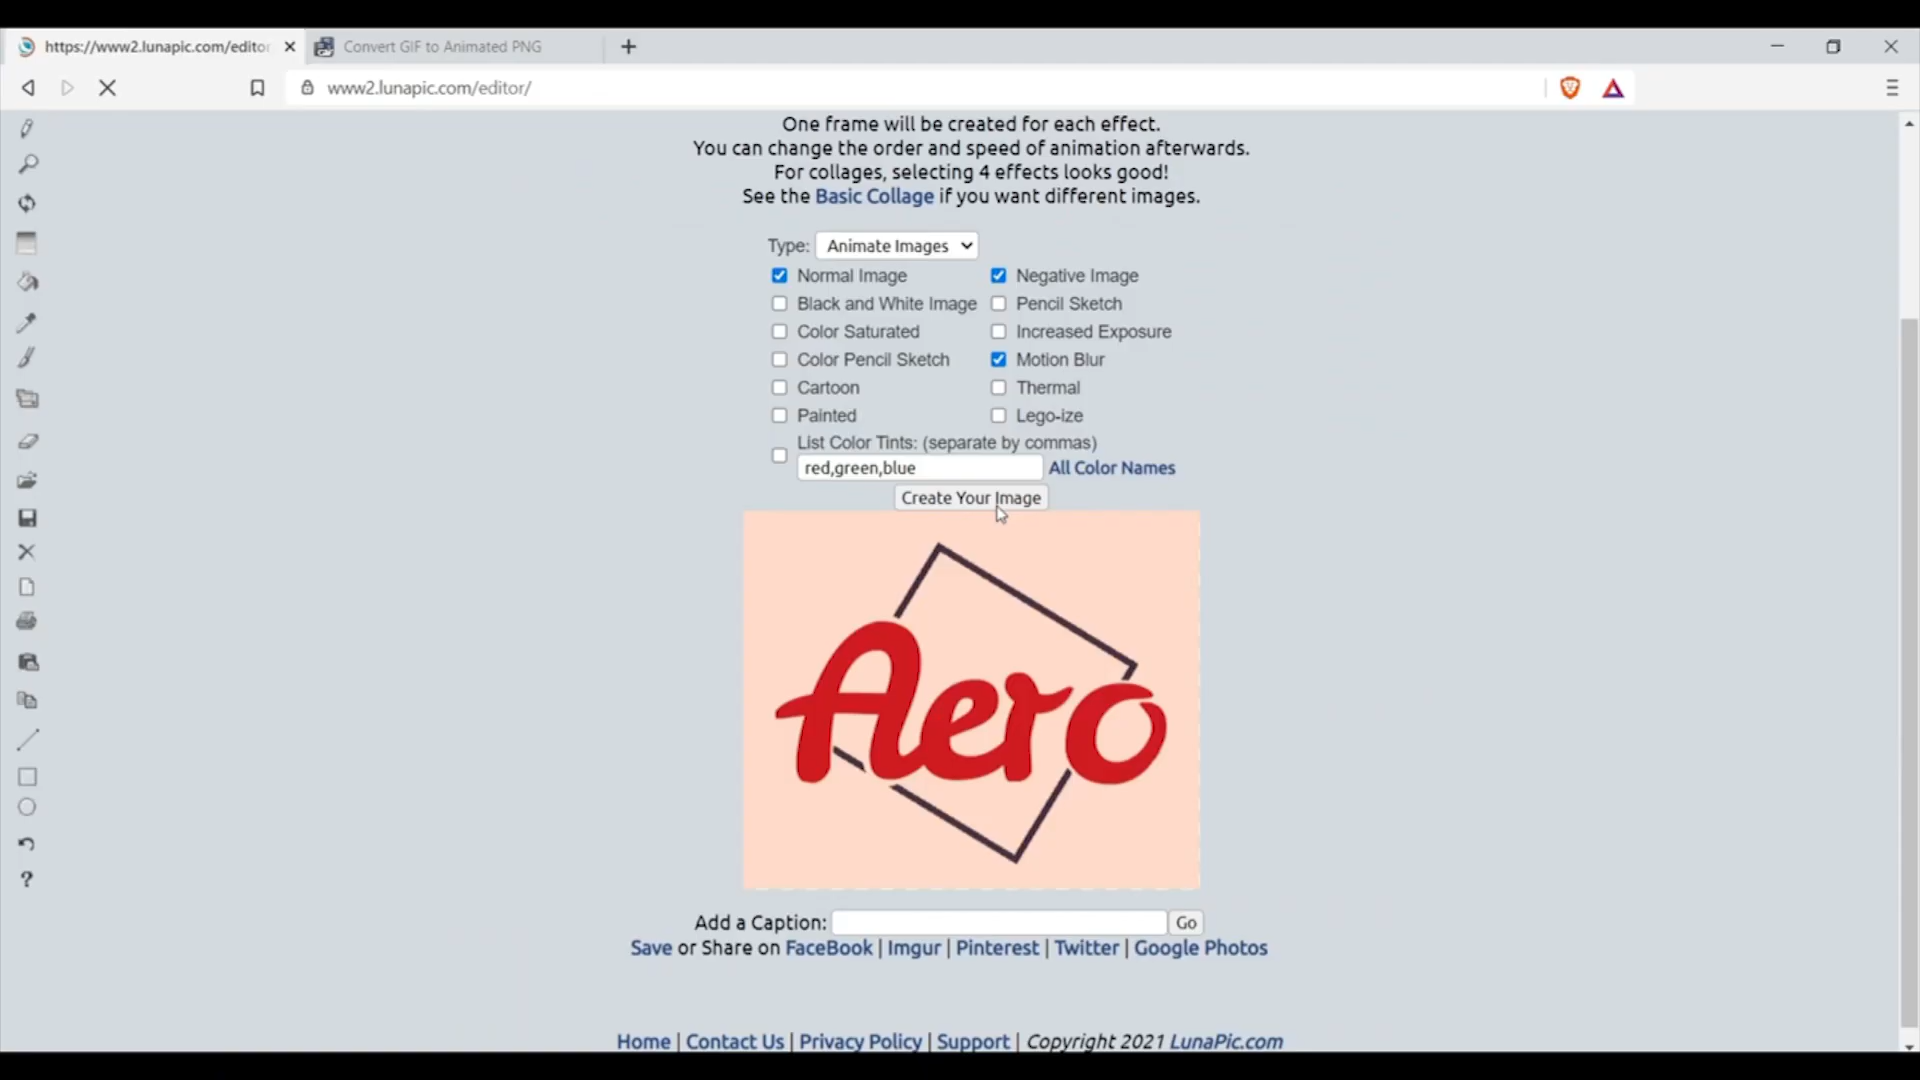 https://www2.lunapic.com/editor
Convert GIF to Animated PNG
www2.lunapic.com/editor/
One frame will be created for each effect.
You can change the order and speed of animation afterwards.
For collages, selecting 4 effects looks good!
See the Basic Collage if you want different images.
Type: Animate Images
Normal Image Negative Image
Black and White Image Pencil Sketch
Color Saturated Increased Exposure
Color Pencil Sketch Motion Blur
Cartoon Thermal
Painted Lego-ize
List Color Tints: (separate by commas)
red,green,blue All Color Names
Create Your Image
Aero
Add a Caption: Go
Save or Share on FaceBook | Imgur | Pinterest | Twitter | Google Photos
Home | Contact Us | Privacy Policy | Support | Copyright 2021 LunaPic.com